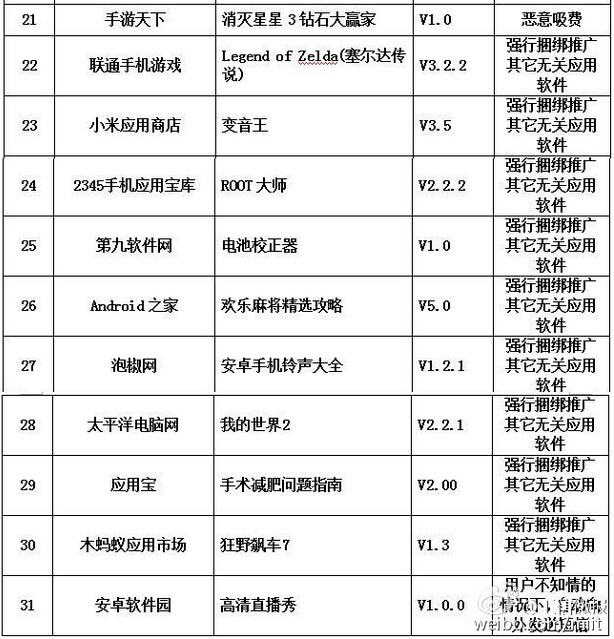 21 手游天下 消灭星星 3 钻石大赢家 V1.0 恶意吸费
22 联通手机游戏 Legend of Zelda(塞尔达传说) V3.2.2 强行捆绑推广其它无关应用软件
23 小米应用商店 变音王 V3.5 强行捆绑推广其它无关应用软件
24 2345手机应用宝库 ROOT 大师 V2.2.2 强行捆绑推广其它无关应用软件
25 第九软件网 电池校正器 V1.0 强行捆绑推广其它无关应用软件
26 Android 之家 欢乐麻将精选攻略 V5.0 强行捆绑推广其它无关应用软件
27 泡椒网 安卓手机铃声大全 V1.2.1 强行捆绑推广其它无关应用软件
28 太平洋电脑网 我的世界2 V2.2.1 强行捆绑推广其它无关应用软件
29 应用宝 手术减肥问题指南 V2.00 强行捆绑推广其它无关应用软件
30 木蚂蚁应用市场 狂野飙车7 V1.3 强行捆绑推广其它无关应用软件
31 安卓软件园 高清直播秀 V1.0.0 用户不知情的情况下,自动向外发送短信